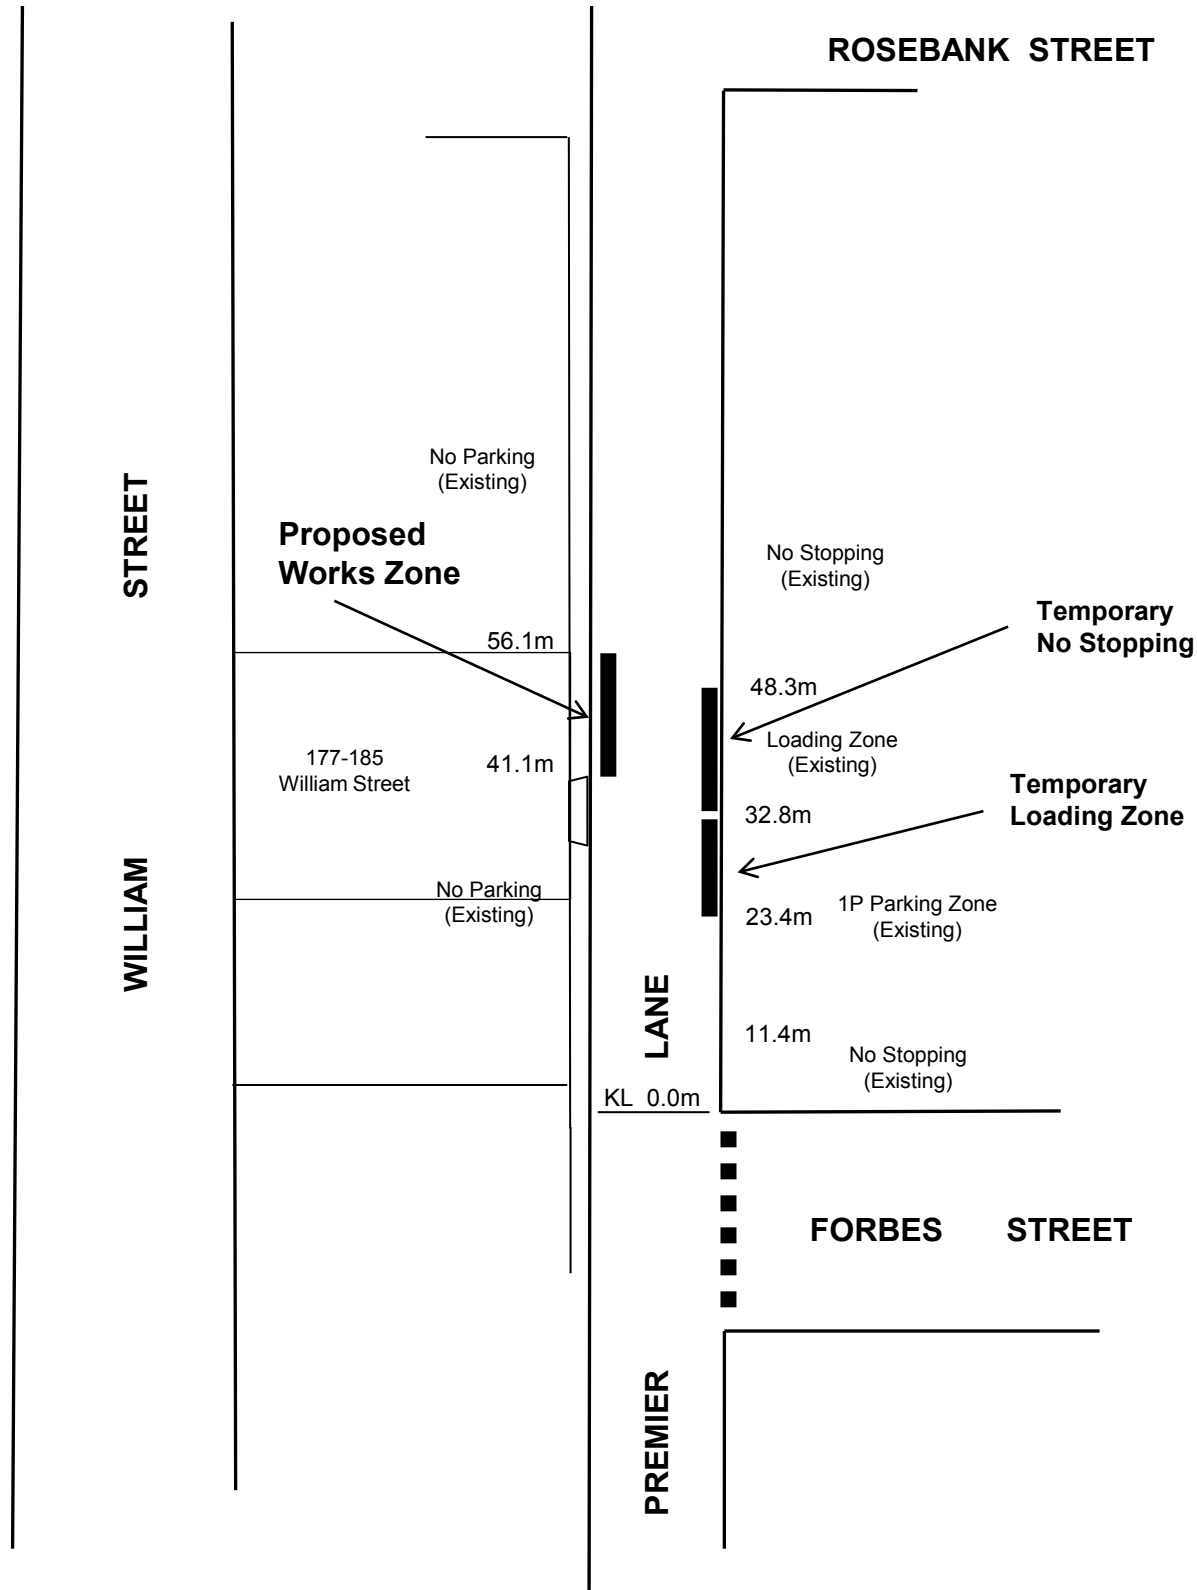 ROSEBANK STREET
No Parking
(Existing)
STREET
Proposed
Works Zone
No Stopping
(Existing)
Temporary
No Stopping
56.1m
48.3m
Loading Zone
(Existing)
177-185
William Street
41.1m
Temporary
Loading Zone
32.8m
WILLIAM
No Parking
(Existing)
1P Parking Zone
(Existing)
23.4m
LANE
11.4m
No Stopping
(Existing)
KL 0.0m
FORBES STREET
PREMIER